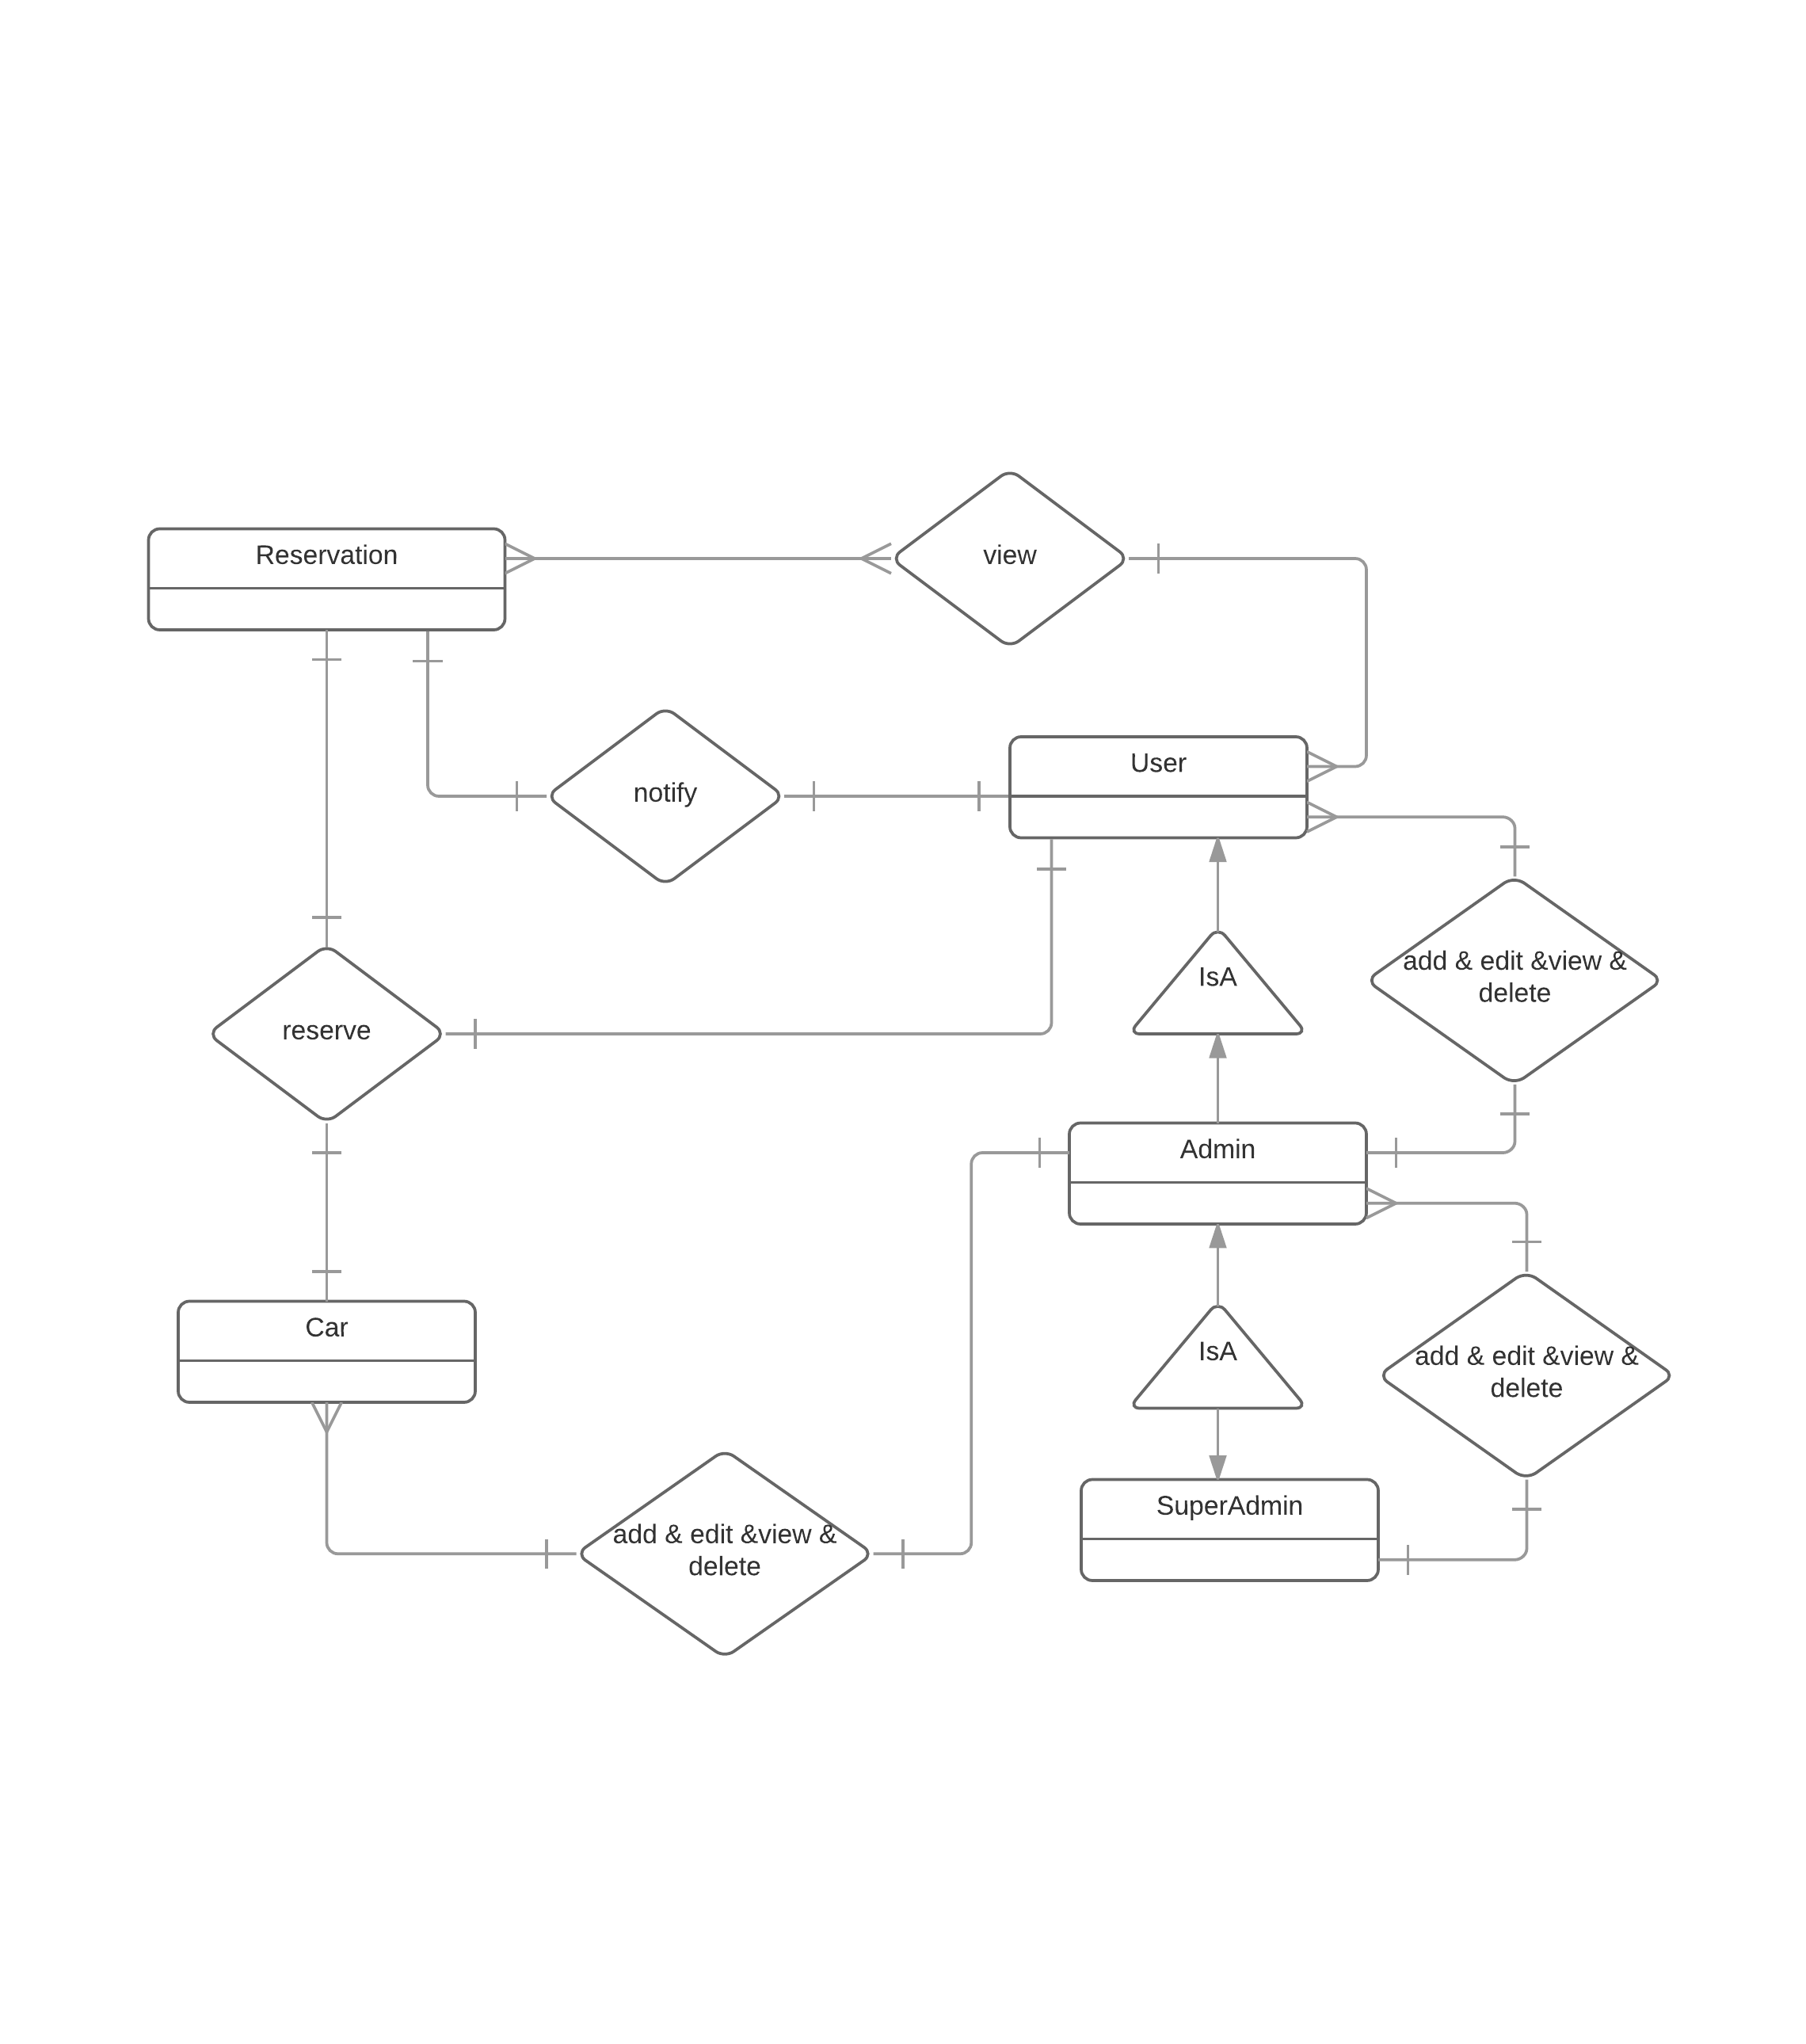 view
Reservation
User
notify
add & edit &view &
delete
IsA
reserve
Admin
Car
IsA
add & edit &view &
delete
SuperAdmin
add & edit &view &
delete